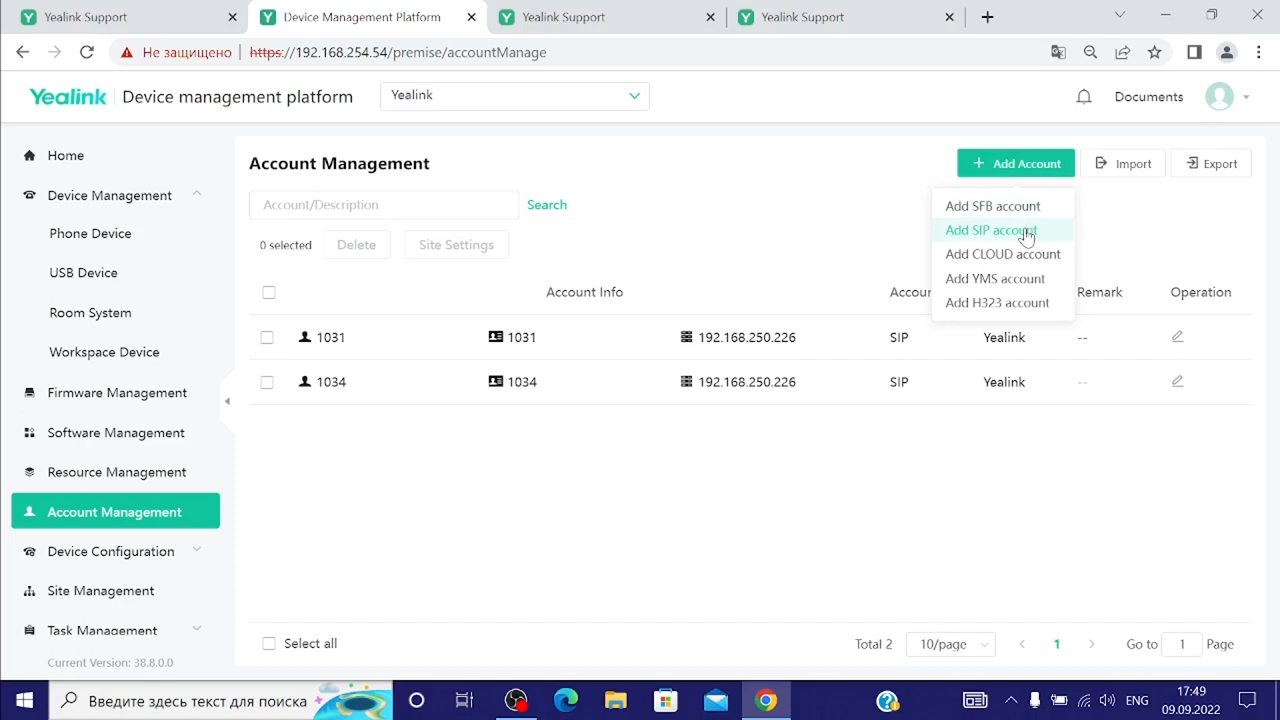 Yealink Support
Device Management Platform
Yealink Support
Yealink Support
Не защищено
https://192.168.254.54/premise/accountManage
Yealink
Device management platform
Yealink
Documents
Home
Device Management
Phone Device
USB Device
Room System
Workspace Device
Firmware Management
Software Management
Resource Management
Account Management
Device Configuration
Site Management
Task Management
Current Version: 38.8.0.0
Account Management
Add Account
Import
Export
Account/Description
Search
0 selected
Delete
Site Settings
Add SFB account
Add SIP account
Add CLOUD account
Add YMS account
Add H323 account
Account Info
Remark
Operation
1031 1031 192.168.250.226 SIP Yealink --
1034 1034 192.168.250.226 SIP Yealink --
Select all
Total 2
10/page
1
Go to 1 Page
Введите здесь текст для поиска
ENG
17:49
09.09.2022